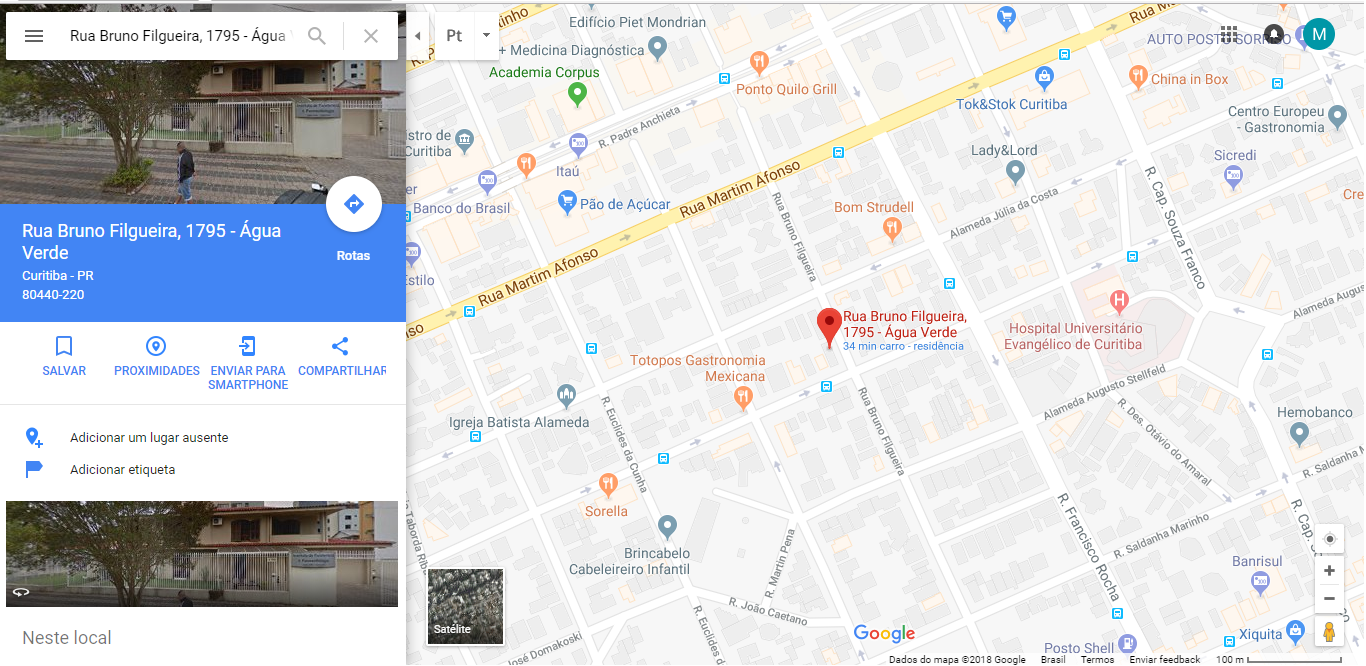 Rua Bruno Filgueira, 1795 - Água V
Pt
Rua Bruno Filgueira, 1795 - Água
Verde
Curitiba - PR
80440-220
Rotas
SALVAR
PROXIMIDADES
ENVIAR PARA
SMARTPHONE
COMPARTILHAR
Adicionar um lugar ausente
Adicionar etiqueta
Neste local
Afonso
Edifício Piet Mondrian
+ Medicina Diagnóstica
Academia Corpus
Ponto Quilo Grill
R. Padre Anchieta
stro de
Curitiba
Itaú
Banco do Brasil
Pão de Açúcar
Rua Martim Afonso
Rua Martim Afonso
Estilo
Rua M
AUTO POSTO SORRISO
M
China in Box
Tok&Stok Curitiba
Centro Europeu
- Gastronomia
Lady&Lord
Sicredi
Cre
R. Cap. Souza Franco
Bom Strudell
Alameda Júlia da Costa
Rua Bruno Filgueira
Rua Bruno Filgueira,
1795 - Água Verde
34 min carro - residência
Hospital Universitário
Evangélico de Curitiba
Alameda Augus
Totopos Gastronomia
Mexicana
Alameda Augusto Stellfeld
Igreja Batista Alameda
R. Euclides da Cunha
Rua Bruno Filgueira
R. Des. Otávio do Amaral
Hemobanco
R. Saldanha M
Sorella
R. Francisco Rocha
R. Saldanha Marinho
R. Cap. S
Brincabelo
Cabeleireiro Infantil
R. Martim Pena
R. João Caetano
José Domakoski
R. Euclides d
Banrisul
Xiquita
Posto Shell
Satélite
Google
Dados do mapa ©2018 Google
Brasil
Termos
Enviar feedback
100 m